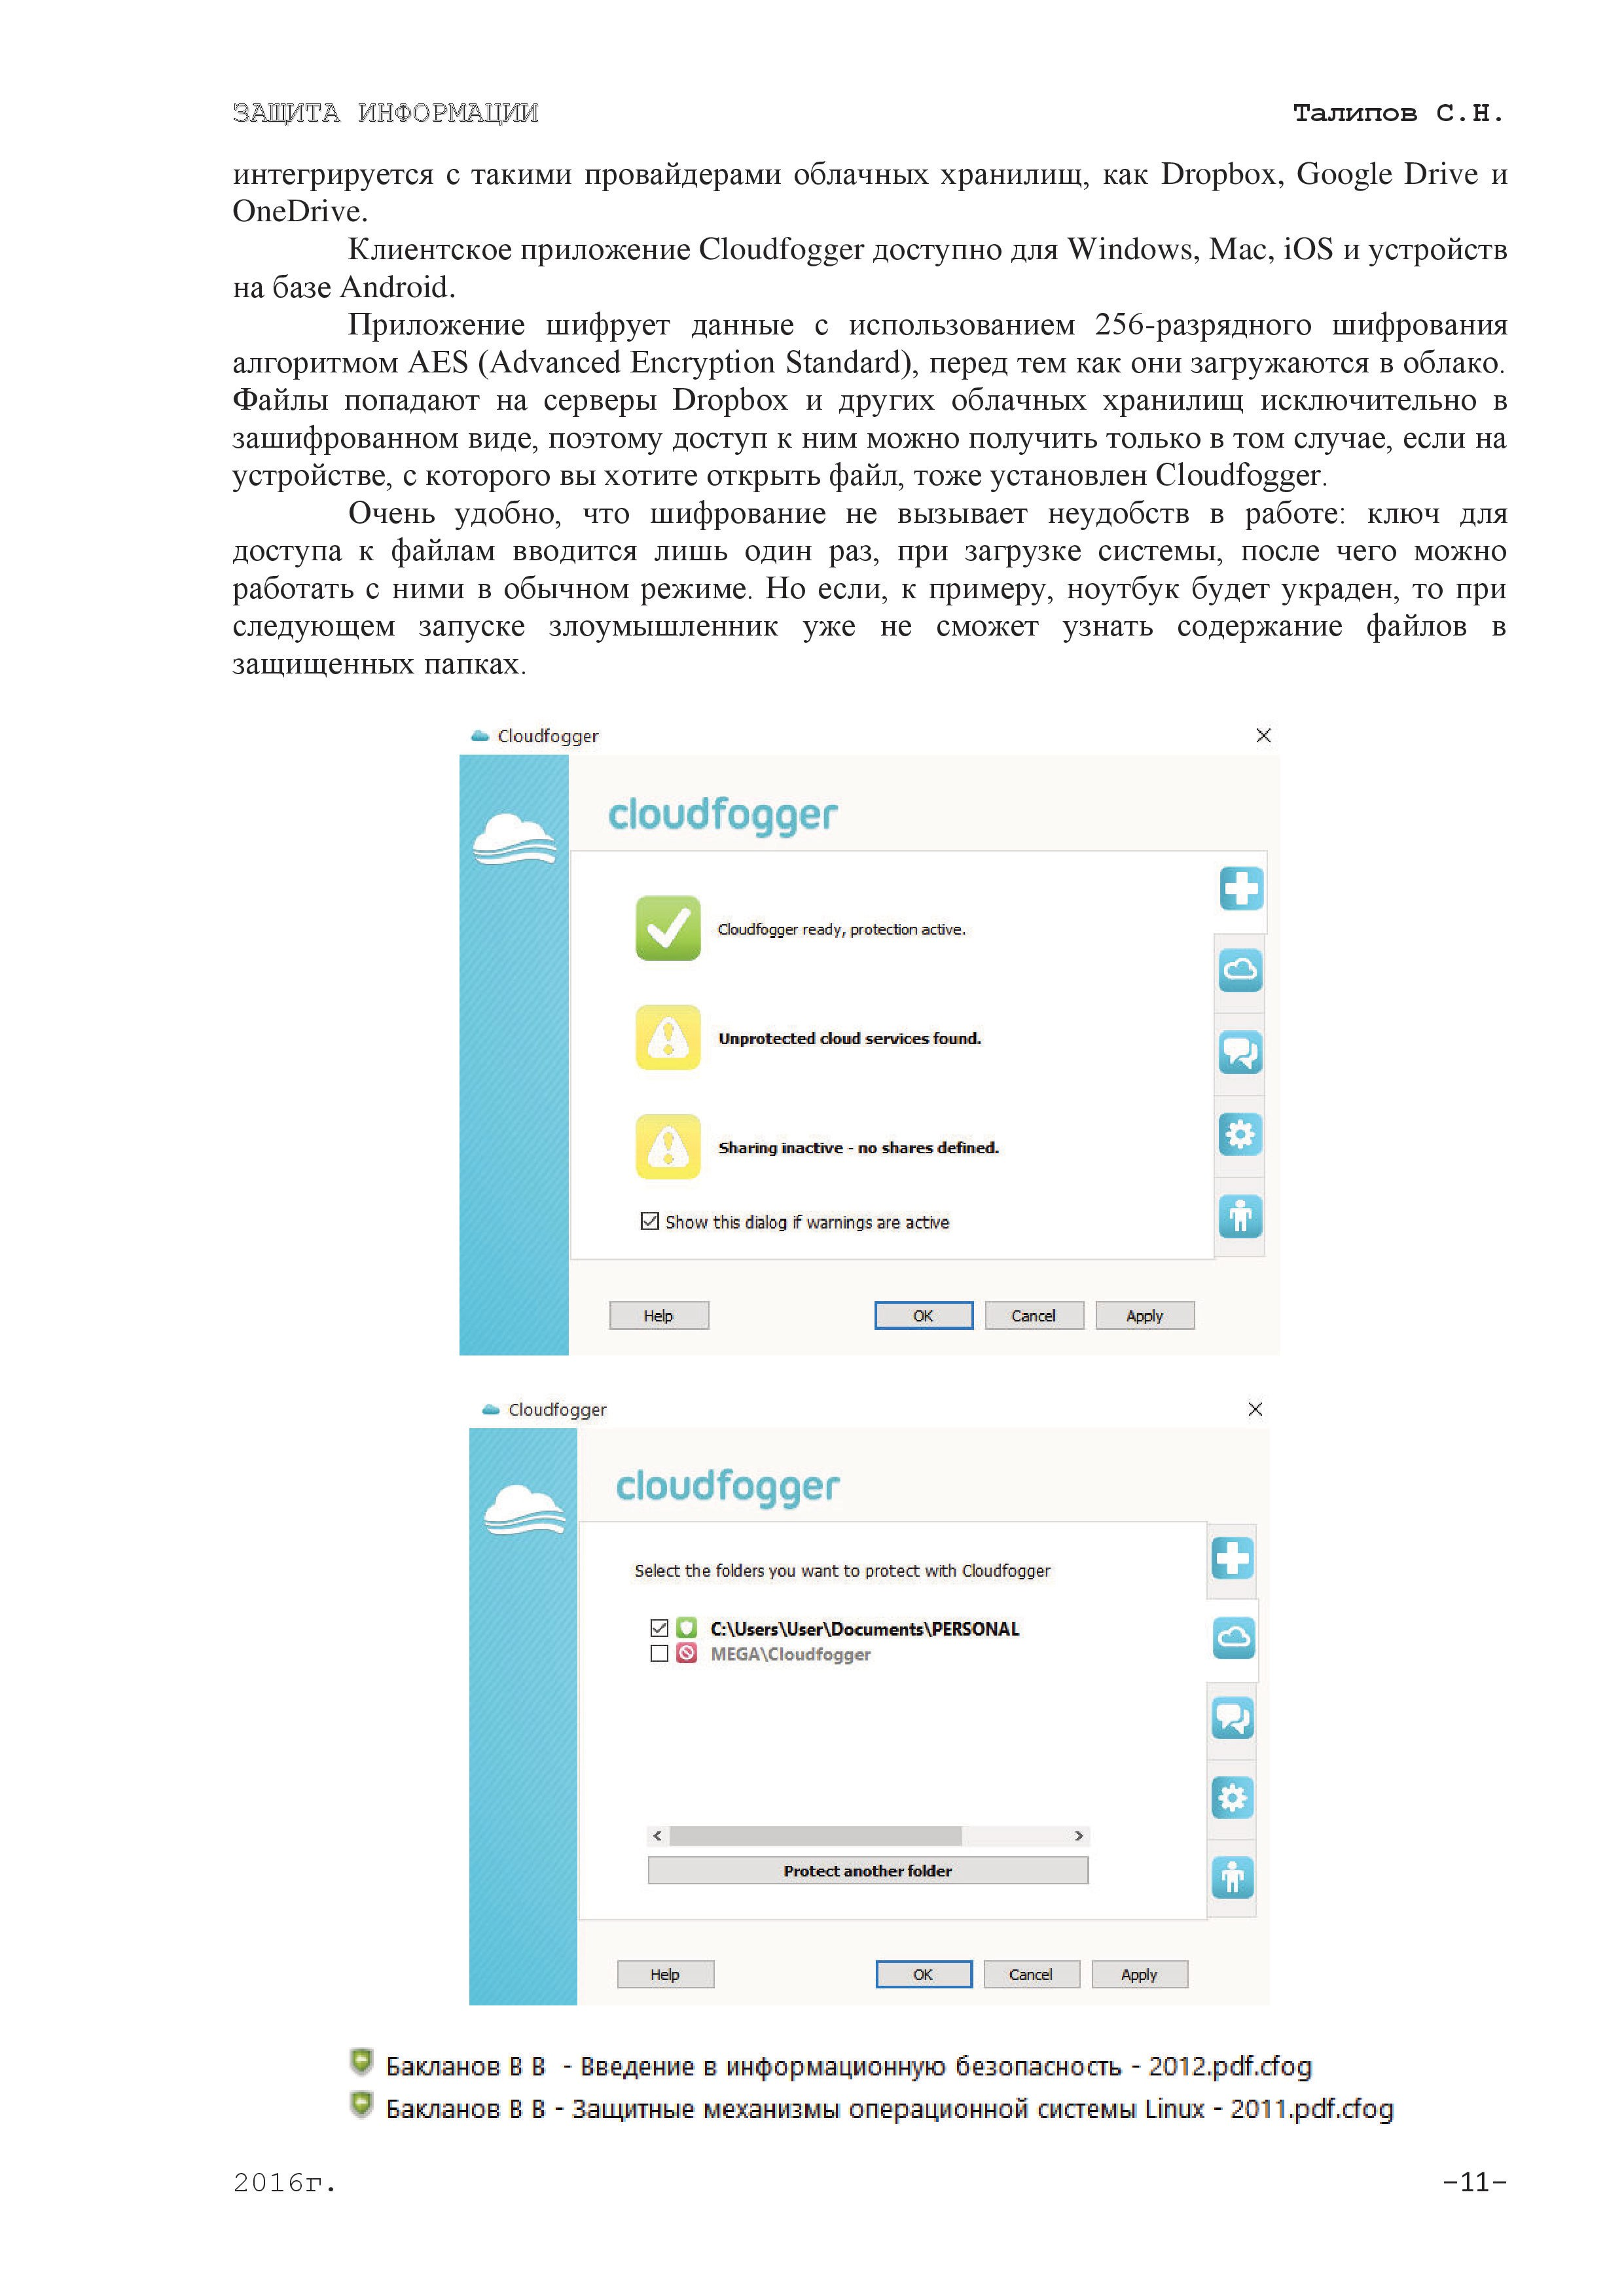 ЗАЩИТА ИНФОРМАЦИИ Талипов С.Н.
интегрируется с такими провайдерами облачных хранилищ, как Dropbox, Google Drive и
OneDrive.
Клиентское приложение Cloudfogger доступно для Windows, Mac, iOS и устройств
на базе Android.
Приложение шифрует данные с использованием 256-разрядного шифрования
алгоритмом AES (Advanced Encryption Standard), перед тем как они загружаются в облако.
Файлы попадают на серверы Dropbox и других облачных хранилищ исключительно в
зашифрованном виде, поэтому доступ к ним можно получить только в том случае, если на
устройстве, с которого вы хотите открыть файл, тоже установлен Cloudfogger.
Очень удобно, что шифрование не вызывает неудобств в работе: ключ для
доступа к файлам вводится лишь один раз, при загрузке системы, после чего можно
работать с ними в обычном режиме. Но если, к примеру, ноутбук будет украден, то при
следующем запуске злоумышленник уже не сможет узнать содержание файлов в
защищенных папках.
Cloudfogger
cloudfogger
Cloudfogger ready, protection active.
Unprotected cloud services found.
Sharing inactive - no shares defined.
Show this dialog if warnings are active
Help OK Cancel Apply
Cloudfogger
cloudfogger
Select the folders you want to protect with Cloudfogger
C:\Users\User\Documents\PERSONAL
MEGA\Cloudfogger
Protect another folder
Help OK Cancel Apply
Бакланов В В - Введение в информационную безопасность - 2012.pdf.cfog
Бакланов В В - Защитные механизмы операционной системы Linux - 2011.pdf.cfog
2016г. -11-